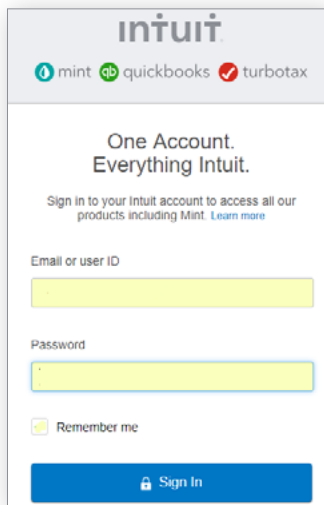 intuit
mint qb quickbooks turbotax
One Account.
Everything Intuit.
Sign in to your Intuit account to access all our
products including Mint. Learn more
Email or user ID
Password
Remember me
Sign In